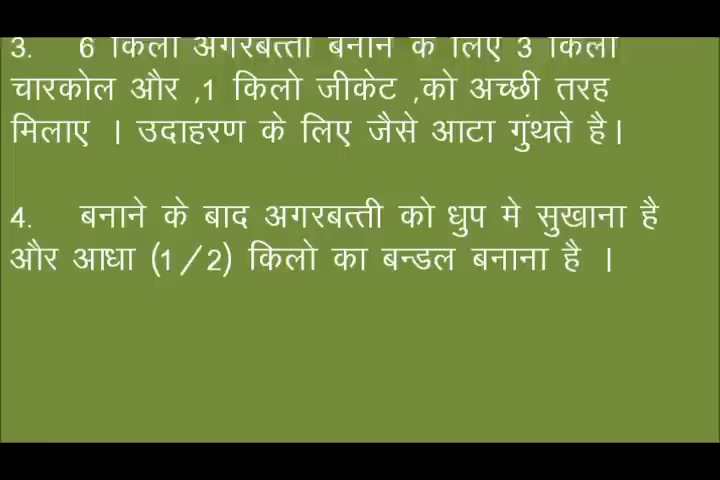 3. 6 किलो अगरबत्ती बनाने के लिए 3 किलो
चारकोल और ,1 किलो जीकेट ,को अच्छी तरह
मिलाए । उदाहरण के लिए जैसे आटा गुंथते है।
4. बनाने के बाद अगरबत्ती को धुप मे सुखाना है
और आधा (1/2) किलो का बन्डल बनाना है ।